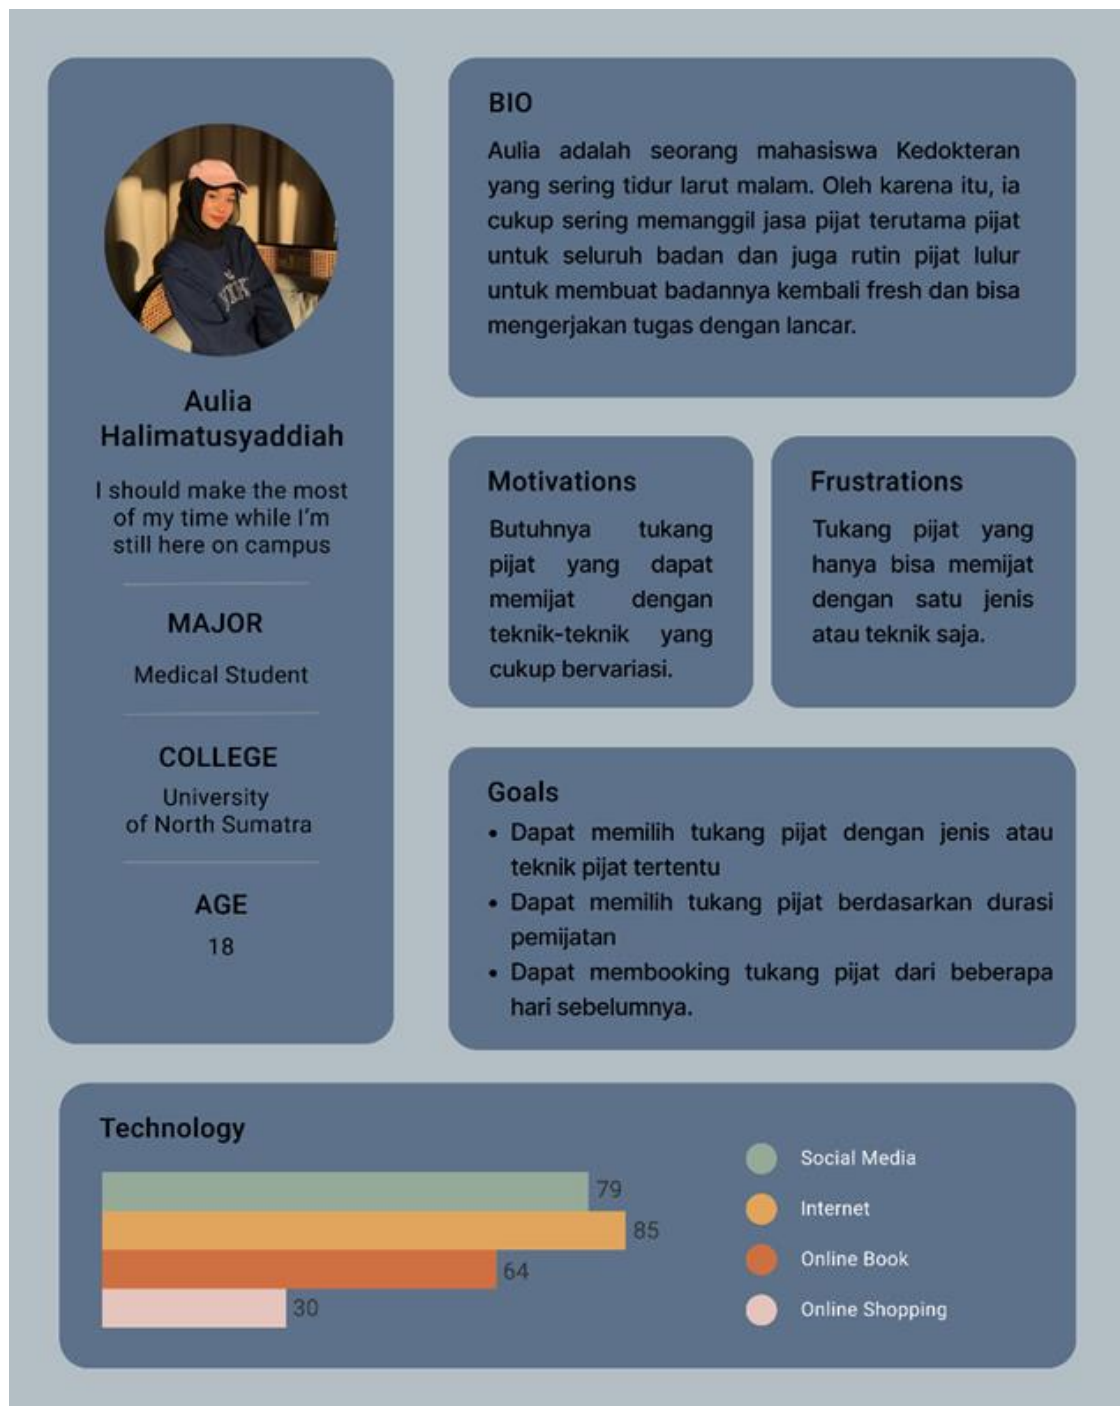 Aulia
Halimatusyaddiah
I should make the most
of my time while I'm
still here on campus
MAJOR
Medical Student
COLLEGE
University
of North Sumatra
AGE
18
BIO
Aulia adalah seorang mahasiswa Kedokteran
yang sering tidur larut malam. Oleh karena itu, ia
cukup sering memanggil jasa pijat terutama pijat
untuk seluruh badan dan juga rutin pijat lulur
untuk membuat badannya kembali fresh dan bisa
mengerjakan tugas dengan lancar.
Motivations
Butuhnya tukang
pijat yang dapat
memijat dengan
teknik-teknik yang
cukup bervariasi.
Frustrations
Tukang pijat yang
hanya bisa memijat
dengan satu jenis
atau teknik saja.
Goals
• Dapat memilih tukang pijat dengan jenis atau
teknik pijat tertentu
• Dapat memilih tukang pijat berdasarkan durasi
pemijatan
• Dapat membooking tukang pijat dari beberapa
hari sebelumnya.
Technology
79
85
64
30
Social Media
Internet
Online Book
Online Shopping